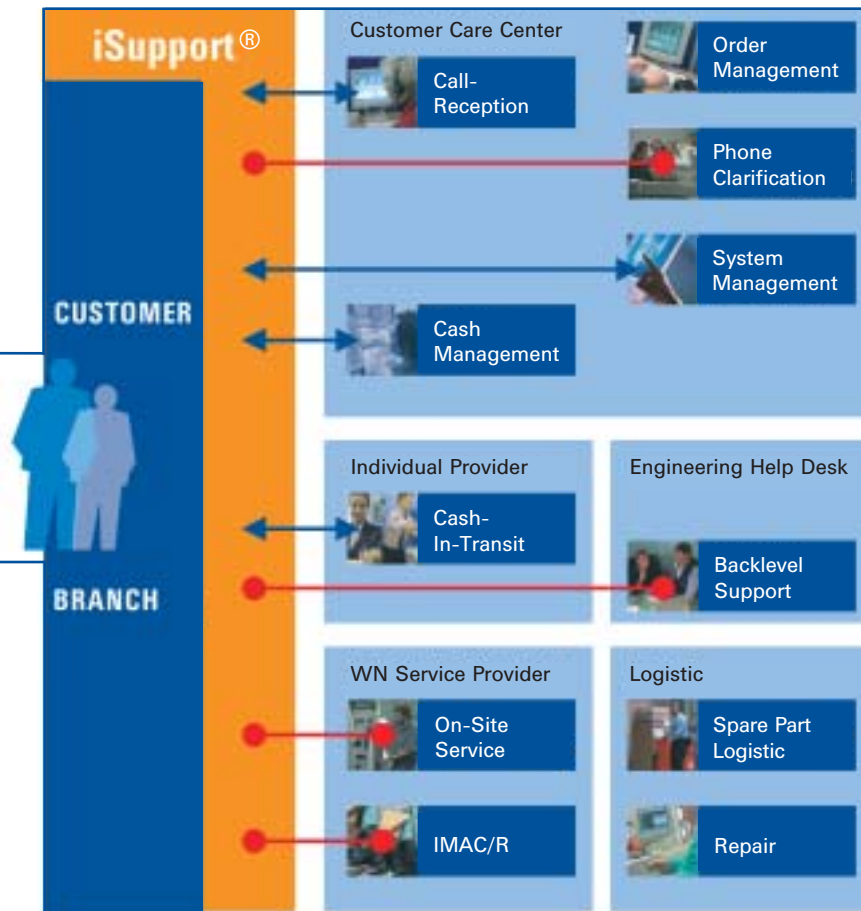 iSupport®
CUSTOMER
BRANCH
Customer Care Center
Call-
Reception
Order
Management
Phone
Clarification
System
Management
Cash
Management
Individual Provider
Cash-
In-Transit
Engineering Help Desk
Backlevel
Support
WN Service Provider
On-Site
Service
IMAC/R
Logistic
Spare Part
Logistic
Repair